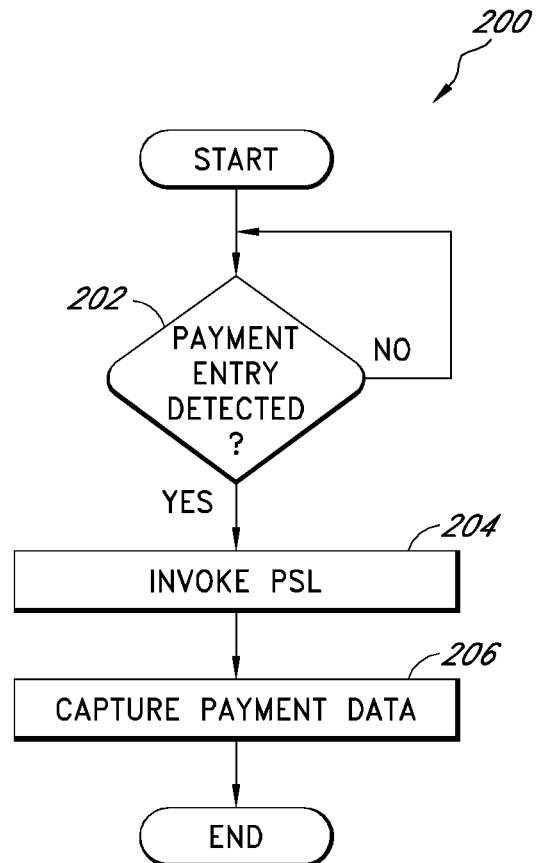 200
START
202
PAYMENT
ENTRY
DETECTED
?
NO
YES
204
INVOKE PSL
206
CAPTURE PAYMENT DATA
END